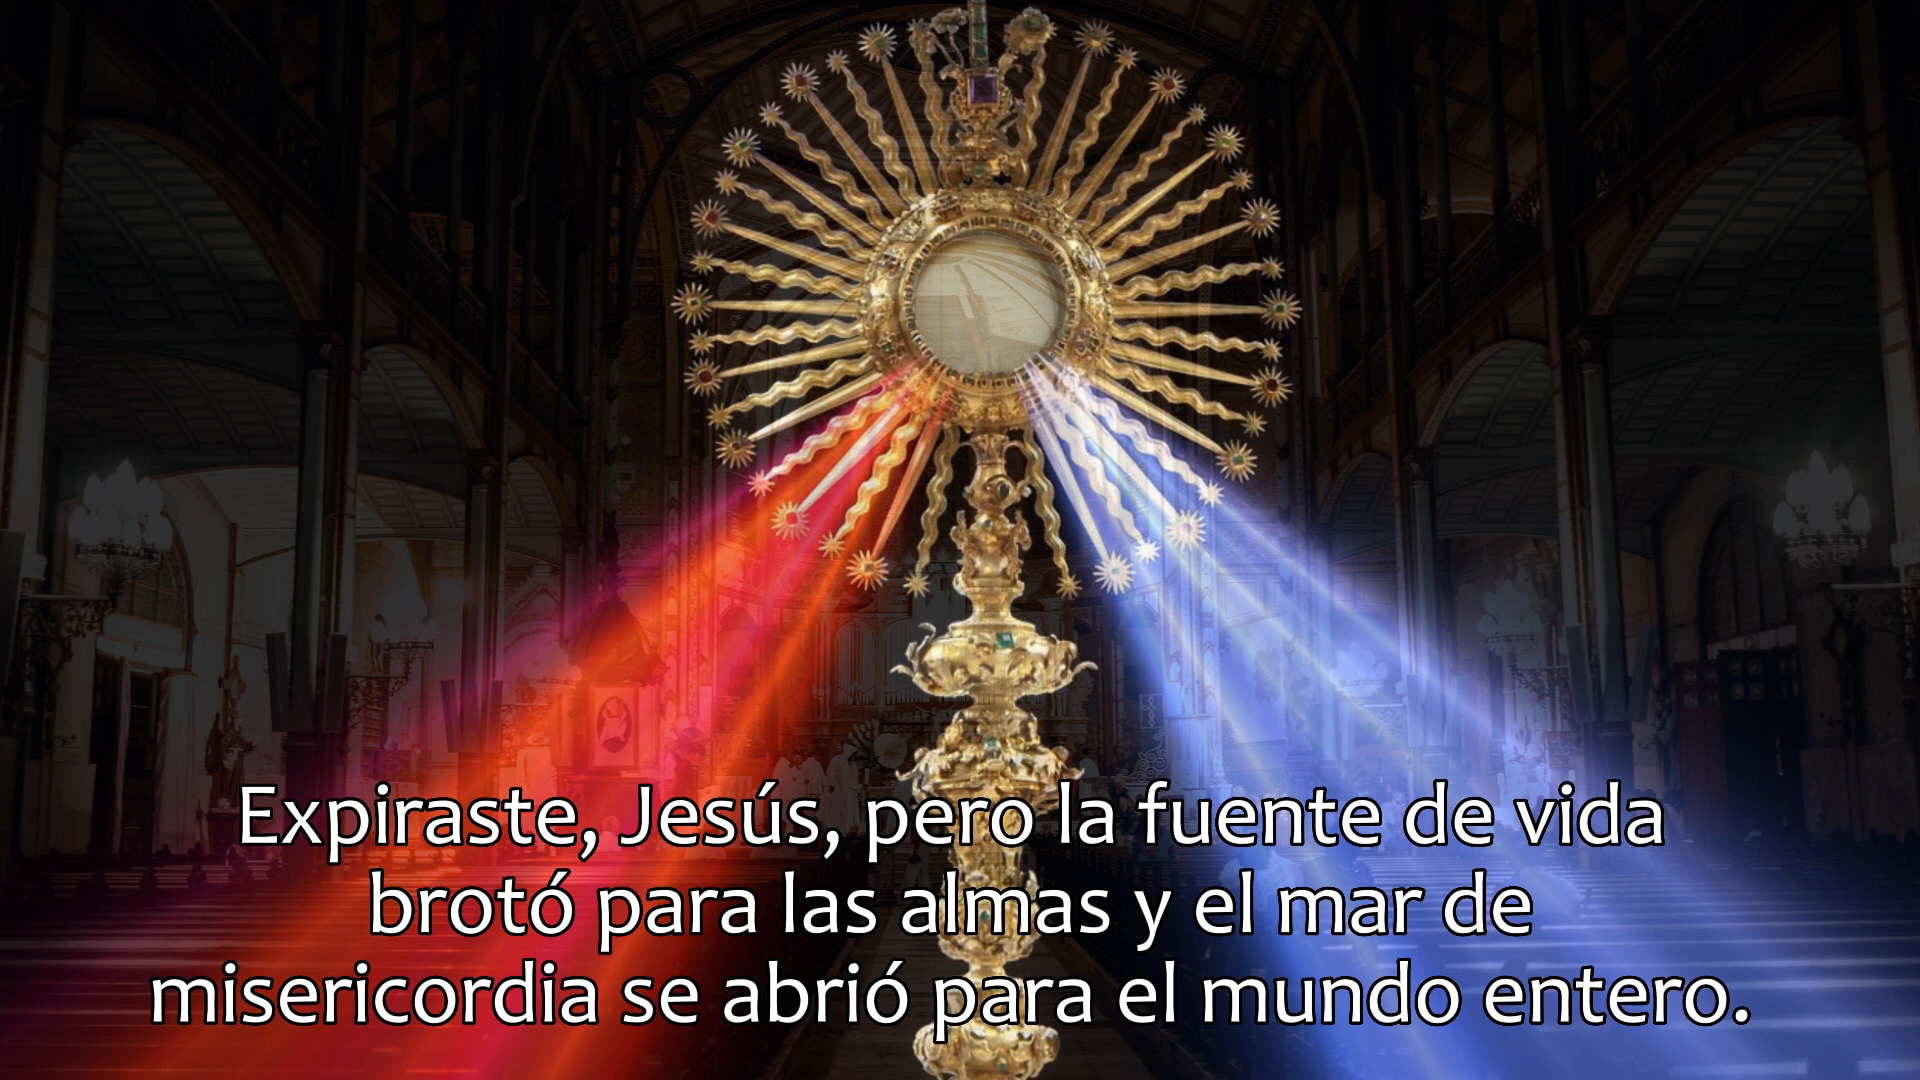 Expiraste, Jesús, pero la fuente de vida
brotó para las almas y el mar de
misericordia se abrió para el mundo entero.